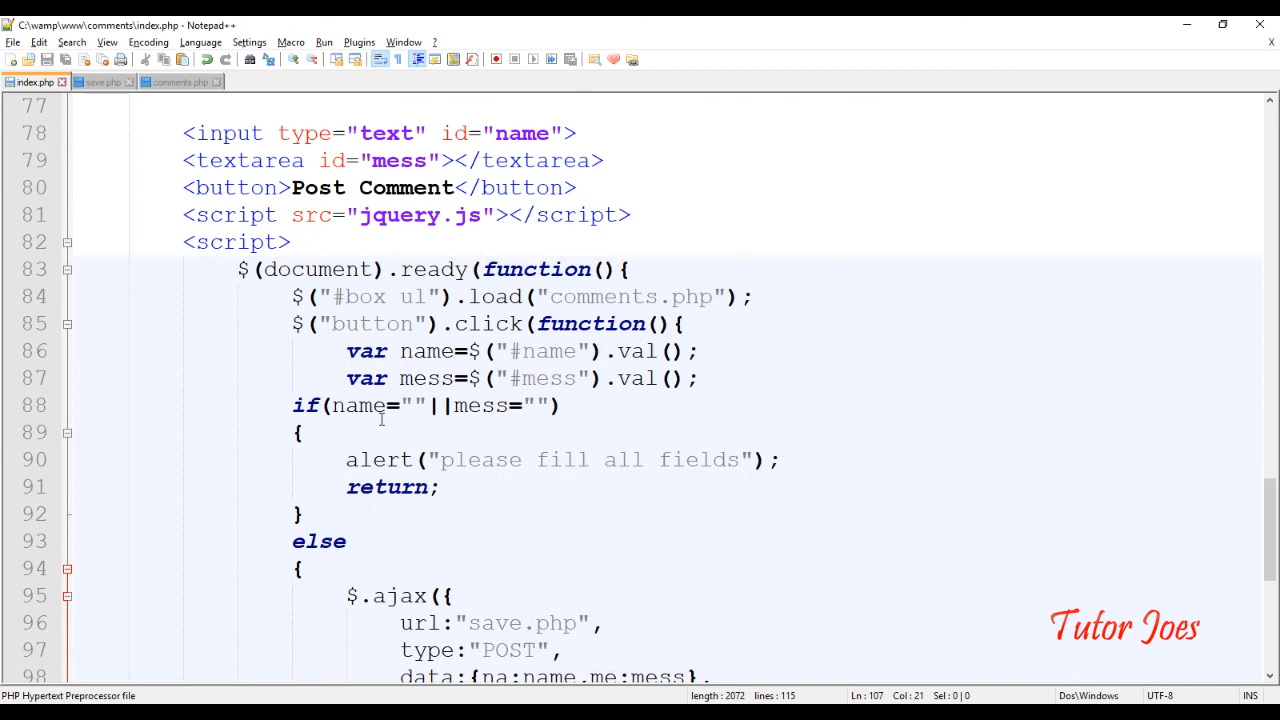 C:\wamp\www\comments\index.php - Notepad++
File Edit Search View Encoding Language Settings Macro Run Plugins Window ? X
index.php save.php comments.php
77
78 <input type="text" id="name">
79 <textarea id="mess"></textarea>
80 <button>Post Comment</button>
81 <script src="jquery.js"></script>
82 <script>
83 $(document).ready(function(){
84 $("#box ul").load("comments.php");
85 $("button").click(function(){
86 var name=$("#name").val();
87 var mess=$("#mess").val();
88 if(name=""||mess="")
89 {
90 alert("please fill all fields");
91 return;
92 }
93 else
94 {
95 $.ajax({
96 url:"save.php",
97 type:"POST",
98 data:{na:name,me:mess},
Tutor Joes
PHP Hypertext Preprocessor file length : 2072 lines : 115 Ln : 107 Col : 21 Sel : 0 | 0 Dos\Windows UTF-8 INS